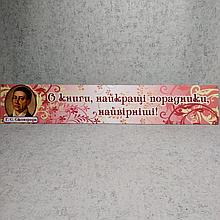 О книги, найкращі порадники,
найвірніші!
Г. С. Сковорода